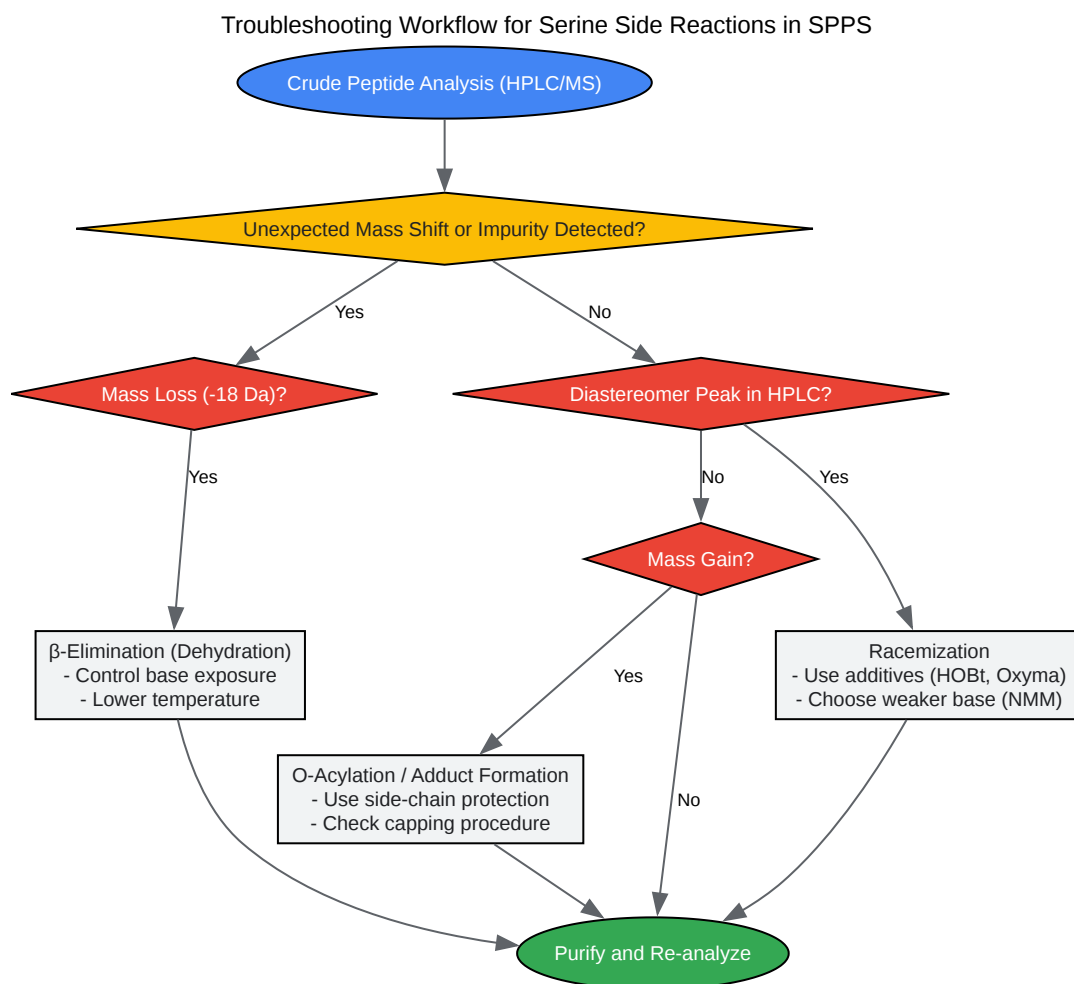 Troubleshooting Workflow for Serine Side Reactions in SPPS
Crude Peptide Analysis (HPLC/MS)
Unexpected Mass Shift or Impurity Detected?
Yes
No
Mass Loss (-18 Da)?
Diastereomer Peak in HPLC?
Yes
No
Yes
Mass Gain?
β-Elimination (Dehydration)
- Control base exposure
- Lower temperature
Racemization
- Use additives (HOBt, Oxyma)
- Choose weaker base (NMM)
Yes
O-Acylation / Adduct Formation
- Use side-chain protection
- Check capping procedure
No
Purify and Re-analyze